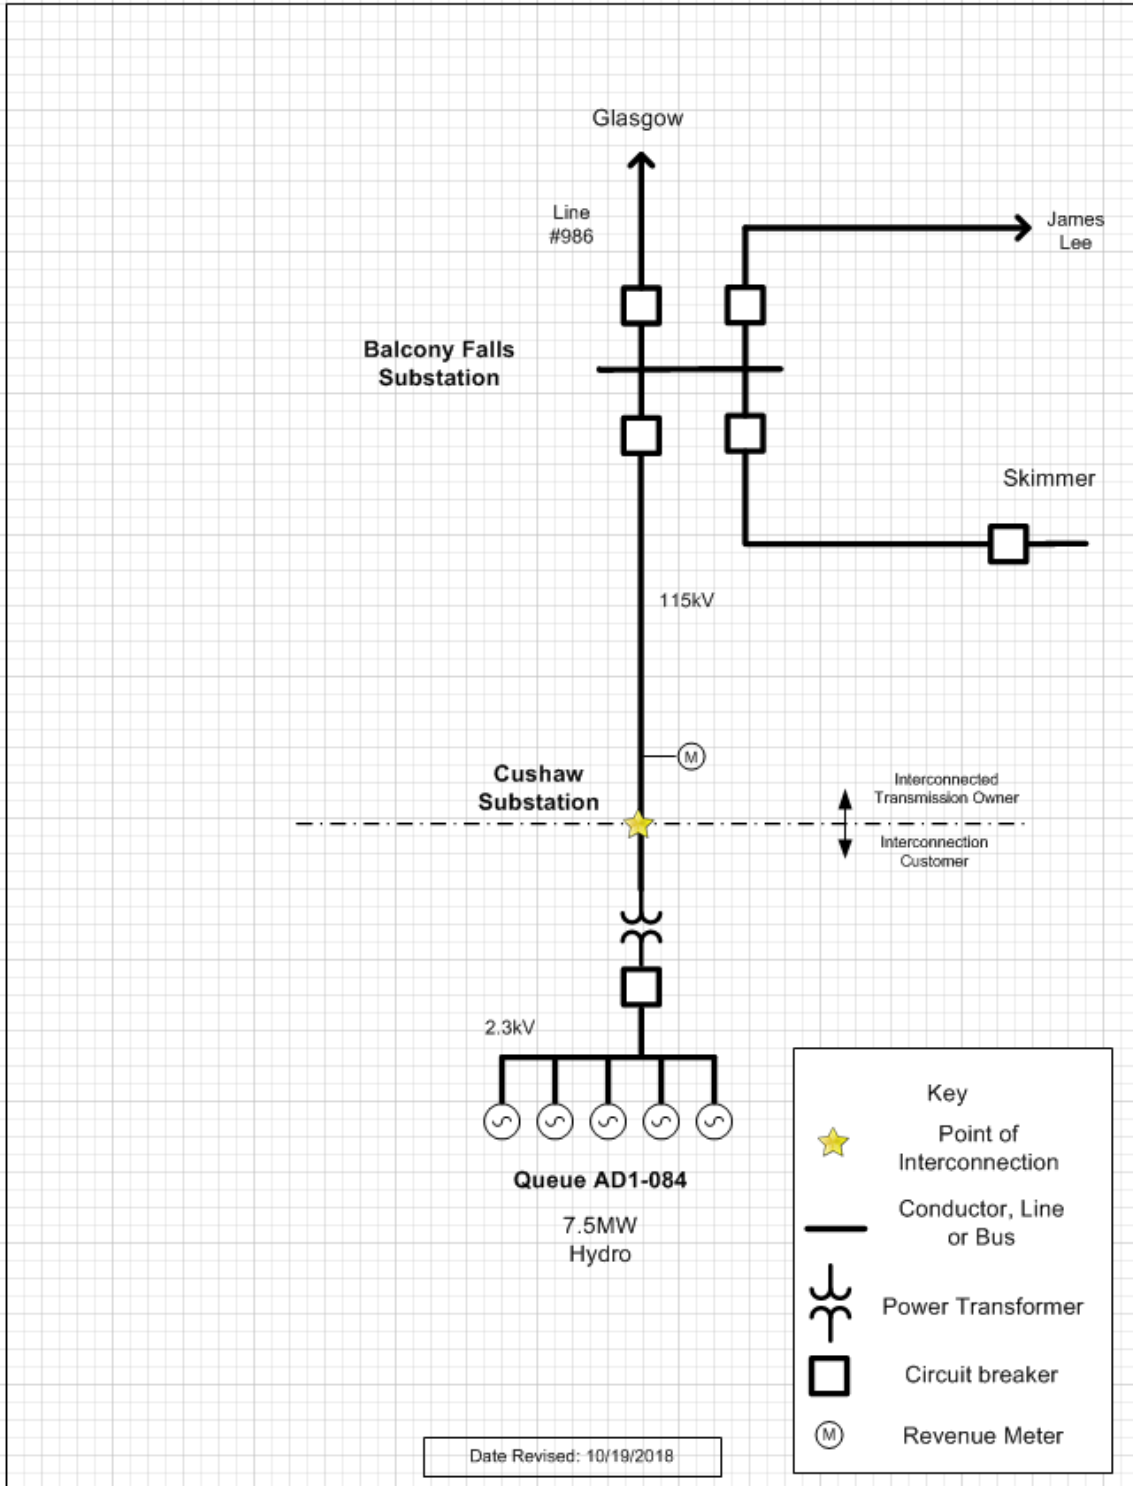 Glasgow
Line
#986
James
Lee
Balcony Falls
Substation
Skimmer
115kV
M
Cushaw
Substation
Interconnected
Transmission Owner
Interconnection
Customer
2.3kV
Queue AD1-084
7.5MW
Hydro
Key
Point of
Interconnection
Conductor, Line
or Bus
Power Transformer
Circuit breaker
M
Revenue Meter
Date Revised: 10/19/2018